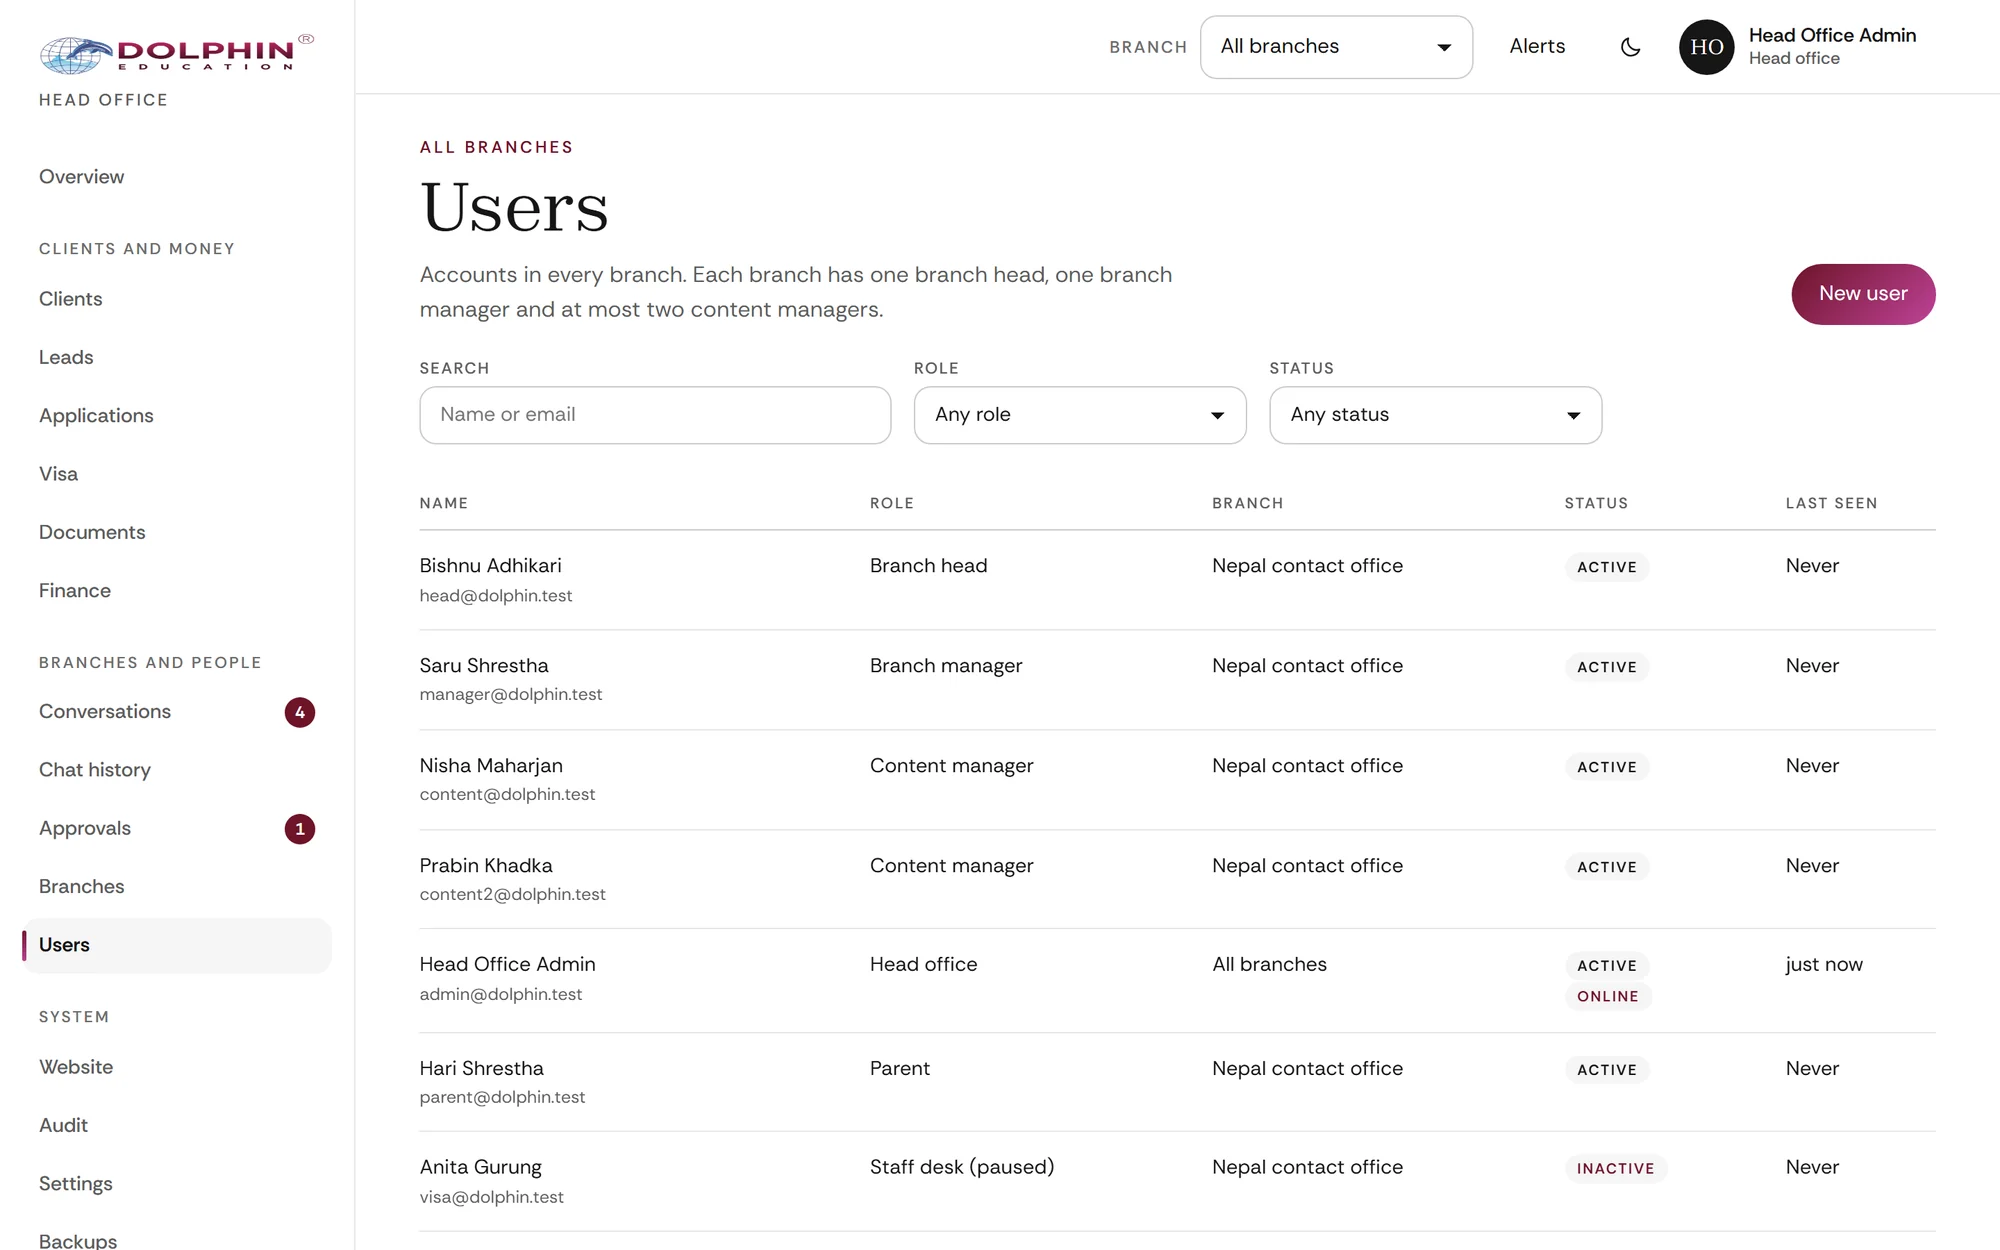 DOLPHIN®
EDUCATION
HEAD OFFICE
Overview
CLIENTS AND MONEY
Clients
Leads
Applications
Visa
Documents
Finance
BRANCHES AND PEOPLE
Conversations 4
Chat history
Approvals 1
Branches
Users
SYSTEM
Website
Audit
Settings
Backups
BRANCH All branches Alerts HO Head Office Admin
Head office
ALL BRANCHES
Users
Accounts in every branch. Each branch has one branch head, one branch
manager and at most two content managers.
New user
SEARCH ROLE STATUS
Name or email Any role Any status
NAME ROLE BRANCH STATUS LAST SEEN
Bishnu Adhikari Branch head Nepal contact office ACTIVE Never
head@dolphin.test
Saru Shrestha Branch manager Nepal contact office ACTIVE Never
manager@dolphin.test
Nisha Maharjan Content manager Nepal contact office ACTIVE Never
content@dolphin.test
Prabin Khadka Content manager Nepal contact office ACTIVE Never
content2@dolphin.test
Head Office Admin Head office All branches ACTIVE just now
admin@dolphin.test ONLINE
Hari Shrestha Parent Nepal contact office ACTIVE Never
parent@dolphin.test
Anita Gurung Staff desk (paused) Nepal contact office INACTIVE Never
visa@dolphin.test